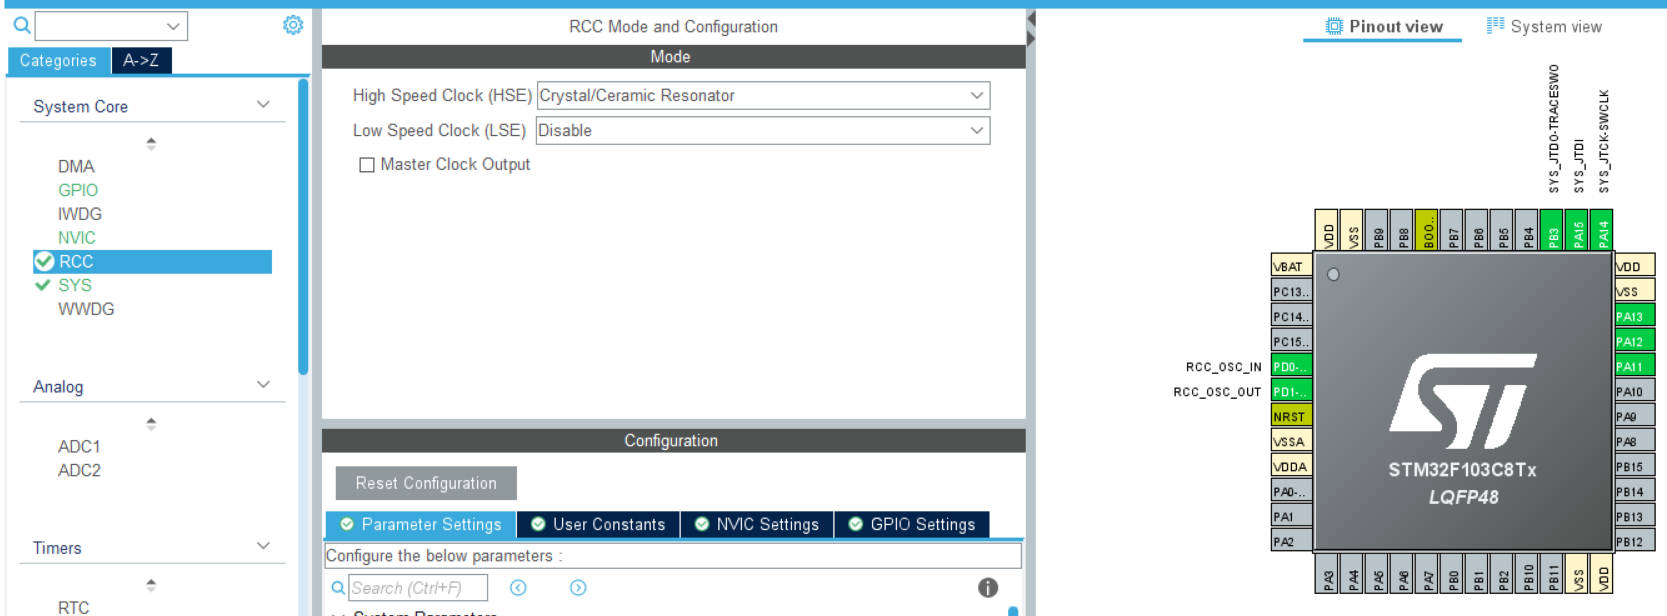 RCC Mode and Configuration
Pinout view
System view
Categories
A->Z
Mode
System Core
High Speed Clock (HSE) Crystal/Ceramic Resonator
Low Speed Clock (LSE) Disable
Master Clock Output
DMA
GPIO
IWDG
NVIC
RCC
SYS
WWDG
Analog
ADC1
ADC2
Timers
RTC
Configuration
Reset Configuration
Parameter Settings
User Constants
NVIC Settings
GPIO Settings
Configure the below parameters :
Search (Ctrl+F)
System Parameters
SYS_JTDO-TRACESWO
SYS_JTDI
SYS_JTCK-SWCLK
VDD
VSS
PB9
PB8
BOO..
PB7
PB6
PB5
PB4
PB3
PA15
PA14
VBAT
PC13..
PC14..
PC15..
RCC_OSC_IN PD0-..
RCC_OSC_OUT PD1-..
NRST
VSSA
VDDA
PA0-..
PA1
PA2
VDD
VSS
PA13
PA12
PA11
PA10
PA9
PA8
PB15
PB14
PB13
PB12
STM32F103C8Tx
LQFP48
PA3
PA4
PA5
PA6
PA7
PB0
PB1
PB2
PB10
PB11
VSS
VDD